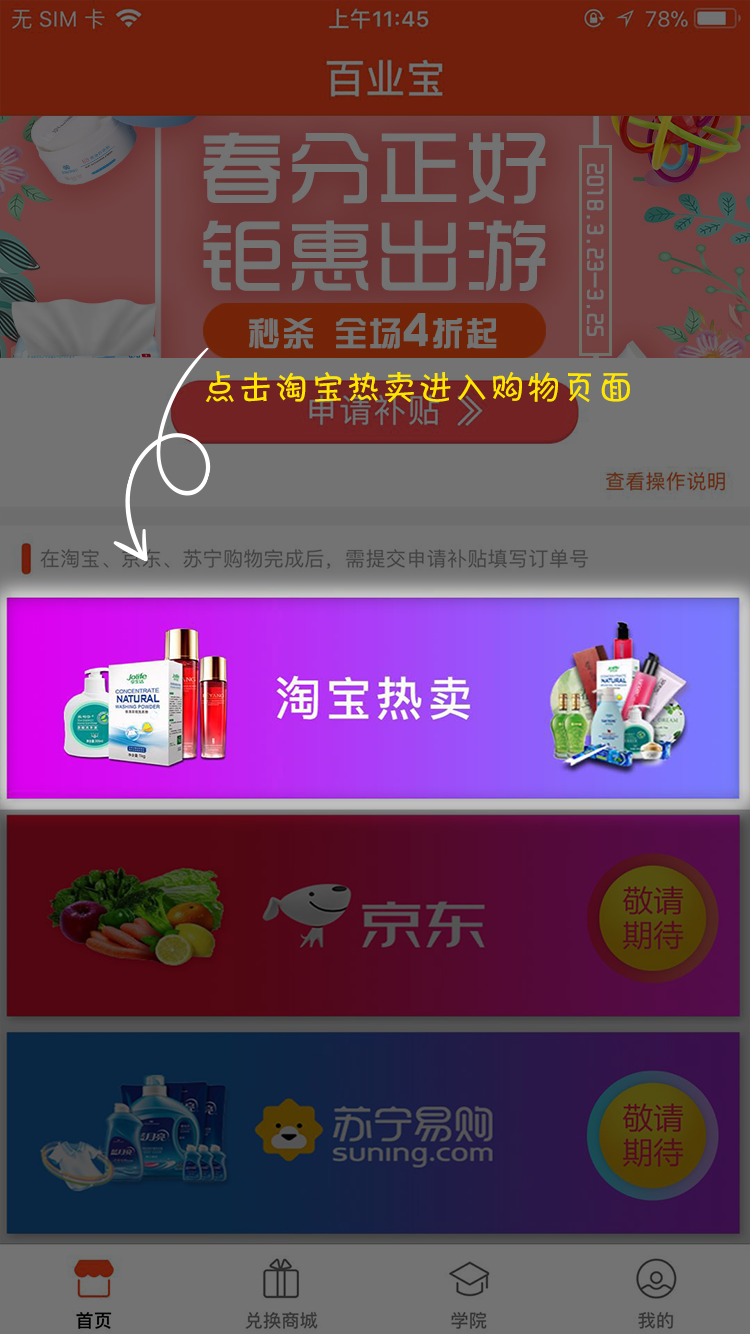 无 SIM 卡
上午11:45
78%
百业宝
春分正好
钜惠出游
2018.3.23-3.25
秒杀 全场4折起
点击淘宝热卖进入购物页面
申请补贴
查看操作说明
在淘宝、京东、苏宁购物完成后，需提交申请补贴填写订单号
Jolife
CONCENTRATE
NATURAL
WASHING POWDER
淘宝热卖
NATURAL
京东
敬请
期待
蓝月亮
苏宁易购
suning.com
敬请
期待
首页
兑换商城
学院
我的